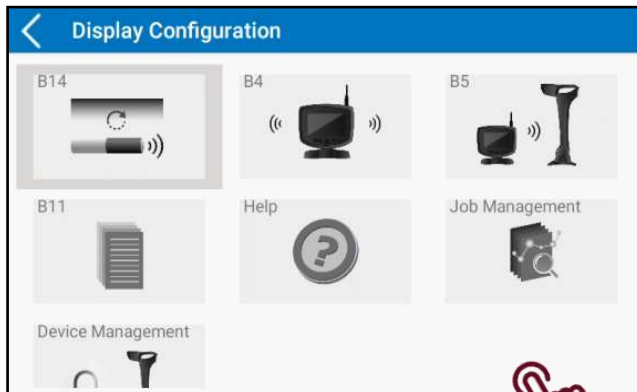 Display Configuration
B14
B4
B5
B11
Help
Job Management
Device Management